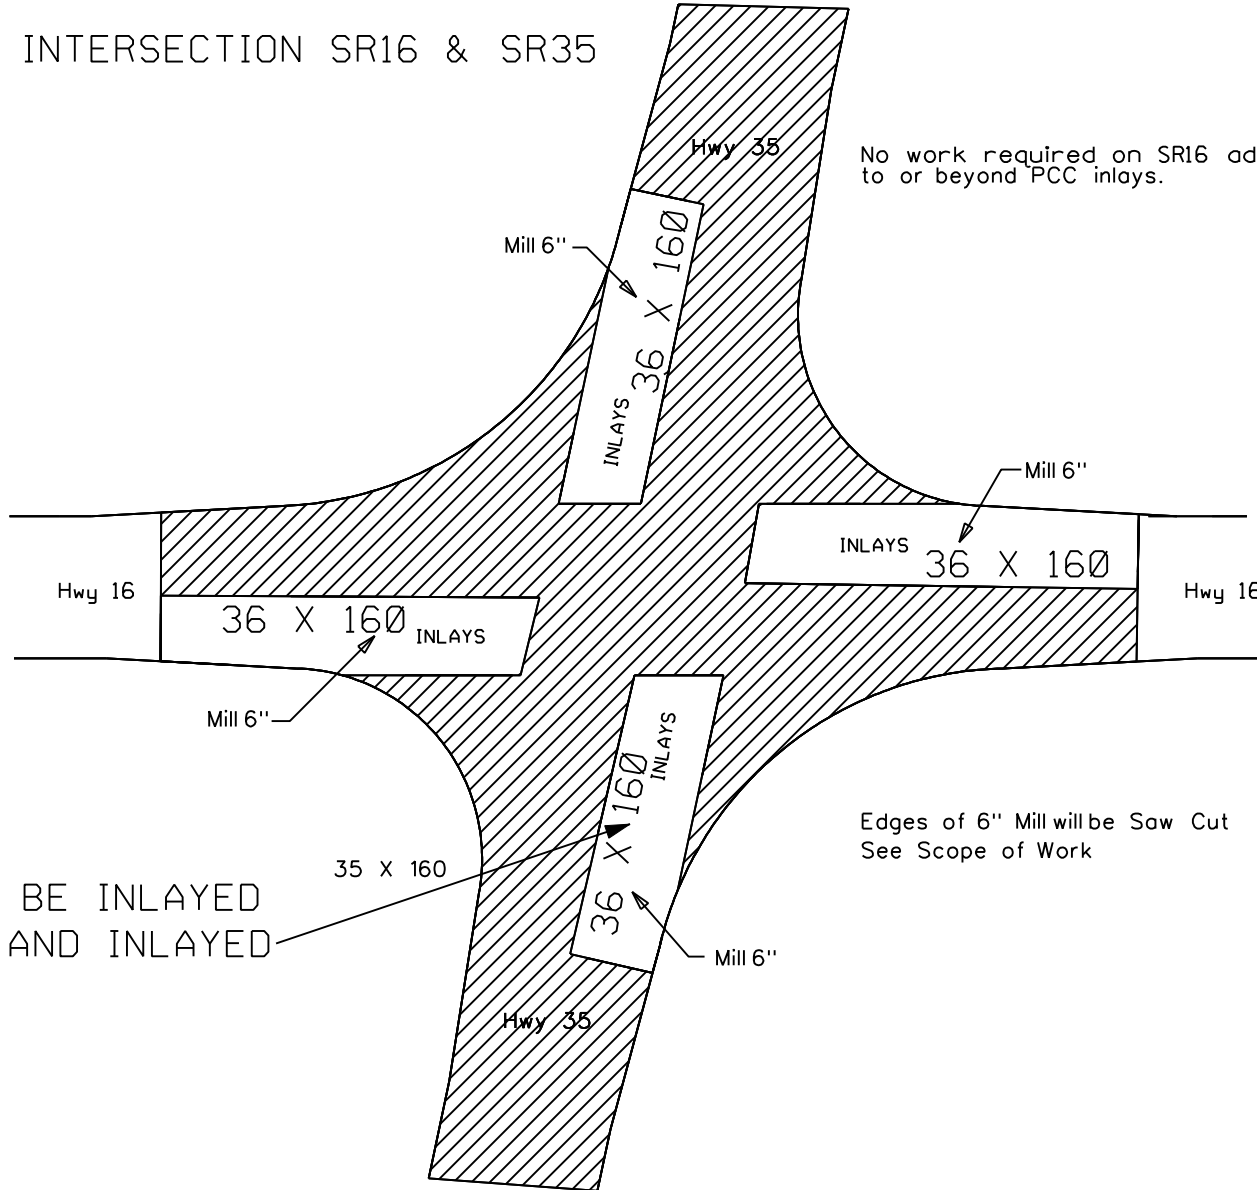 INTERSECTION SR16 & SR35
Hwy 35
No work required on SR16 ad
to or beyond PCC inlays.
Mill 6"
36 X 160
INLAYS
Mill 6"
INLAYS 36 X 160
Hwy 16
Hwy 16
36 X 160 INLAYS
Mill 6"
INLAYS
36 X 160
Edges of 6" Mill will be Saw Cut
See Scope of Work
35 X 160
BE INLAYED
AND INLAYED
Mill 6"
Hwy 35